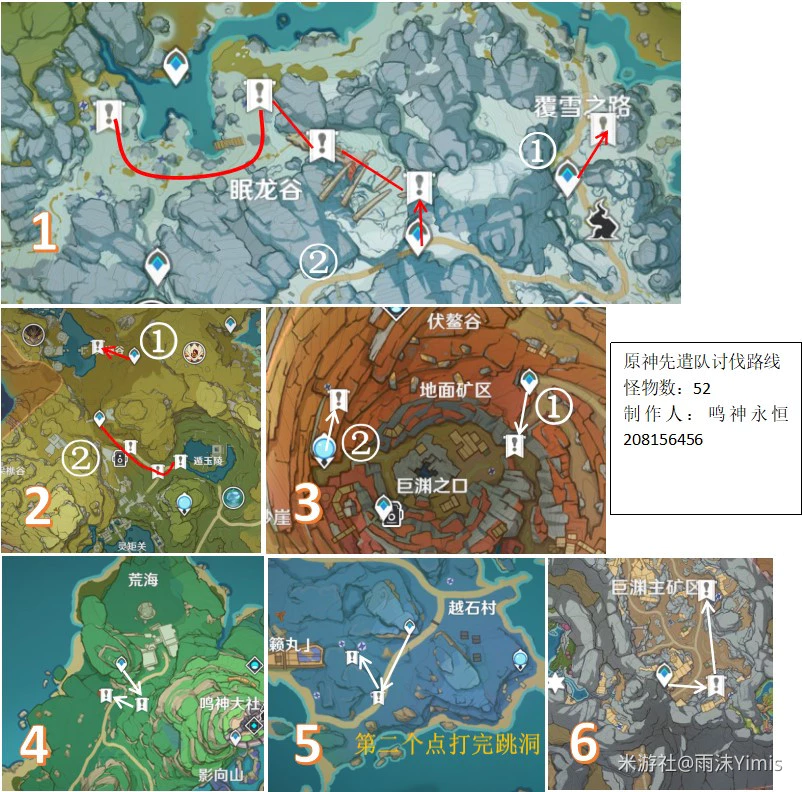 覆雪之路
①
眠龙谷
②
1
①
②
遁玉陵
灵矩关
2
伏鳌谷
地面矿区
①
②
巨渊之口
3
原神先遣队讨伐路线
怪物数：52
制作人：鸣神永恒
208156456
荒海
鸣神大社
影向山
4
越石村
籁丸」
5
第二个点打完跳洞
巨渊主矿区
6
米游社@雨沫Yimis